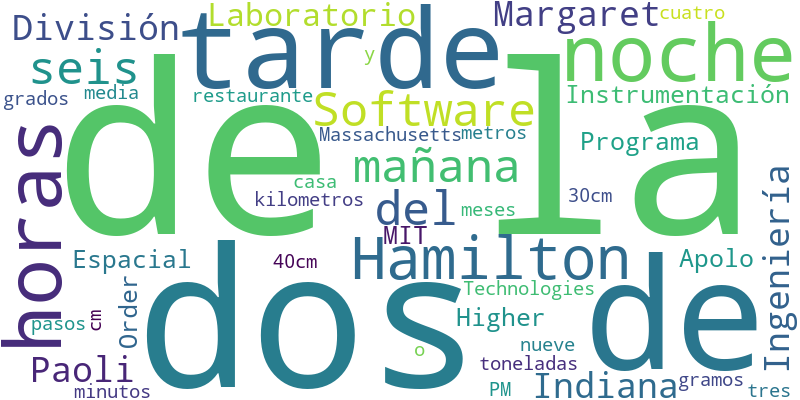 División
Laboratorio
Margaret
cuatro
tarde
y
noche
seis
grados
media
restaurante
Software
Instrumentación
de la
horas
Massachusetts
metros
Programa
mañana
casa
kilometros
del
meses
30cm
MIT
Ingeniería
Espacial
40cm
Hamilton
Apolo
dos
de
Order
cm
pasos
Technologies
Higher
o
nueve
Paoli
minutos
toneladas
PM
Indiana
gramos
tres